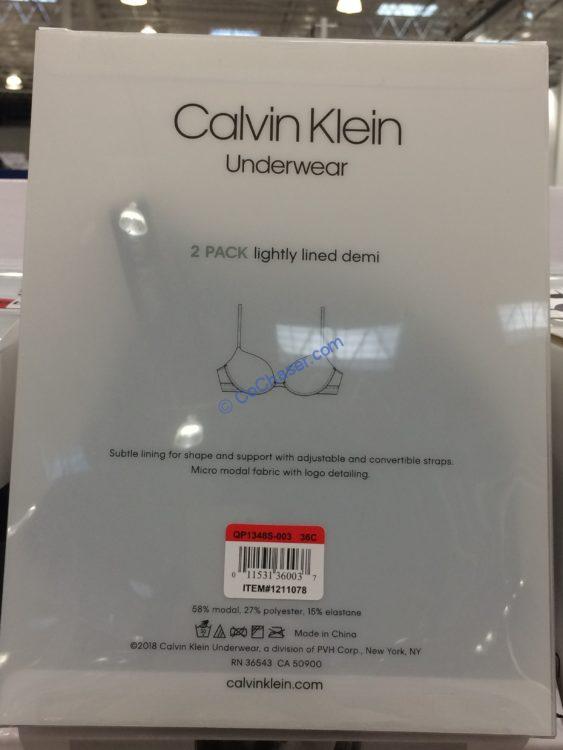 Calvin Klein
Underwear
2 PACK lightly lined demi
© CoChaser.com
Subtle lining for shape and support with adjustable and convertible straps.
Micro modal fabric with logo detailing.
QP1348S-003 36C
0 11531 36003 7
ITEM#1211078
58% modal, 27% polyester, 15% elastane
Made in China
©2018 Calvin Klein Underwear, a division of PVH Corp., New York, NY
RN 36543 CA 50900
calvinklein.com